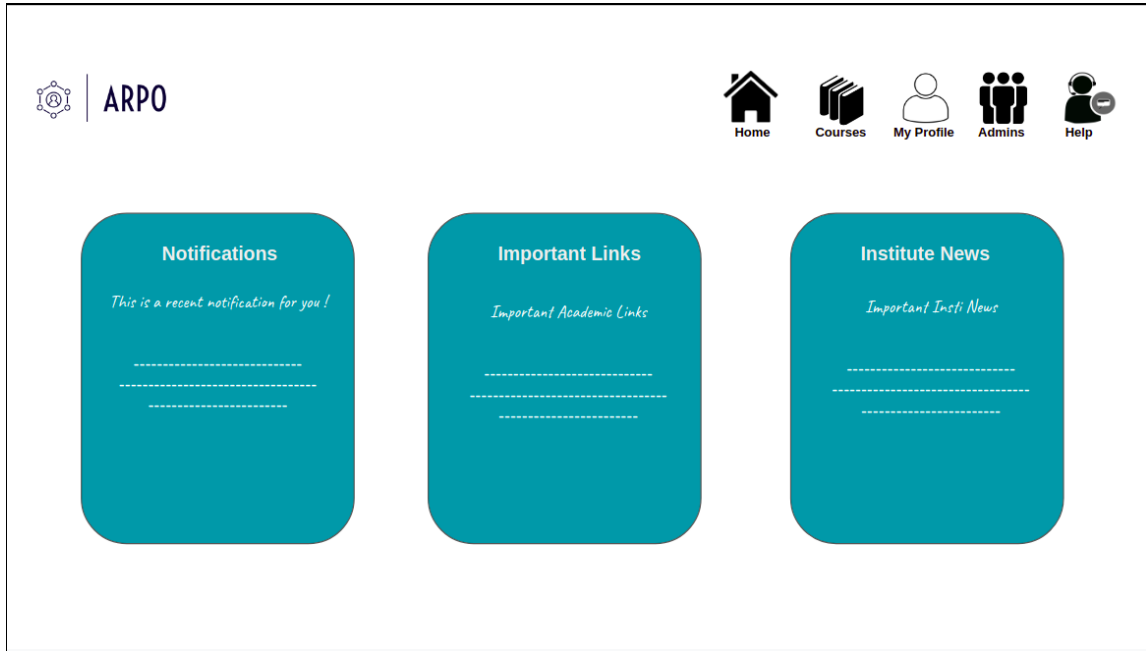 ARPO
Home Courses My Profile Admins Help
Notifications
This is a recent notification for you !
-----------------------------
----------------------------------
------------------------
Important Links
Important Academic Links
-----------------------------
----------------------------------
------------------------
Institute News
Important Insti News
-----------------------------
----------------------------------
------------------------